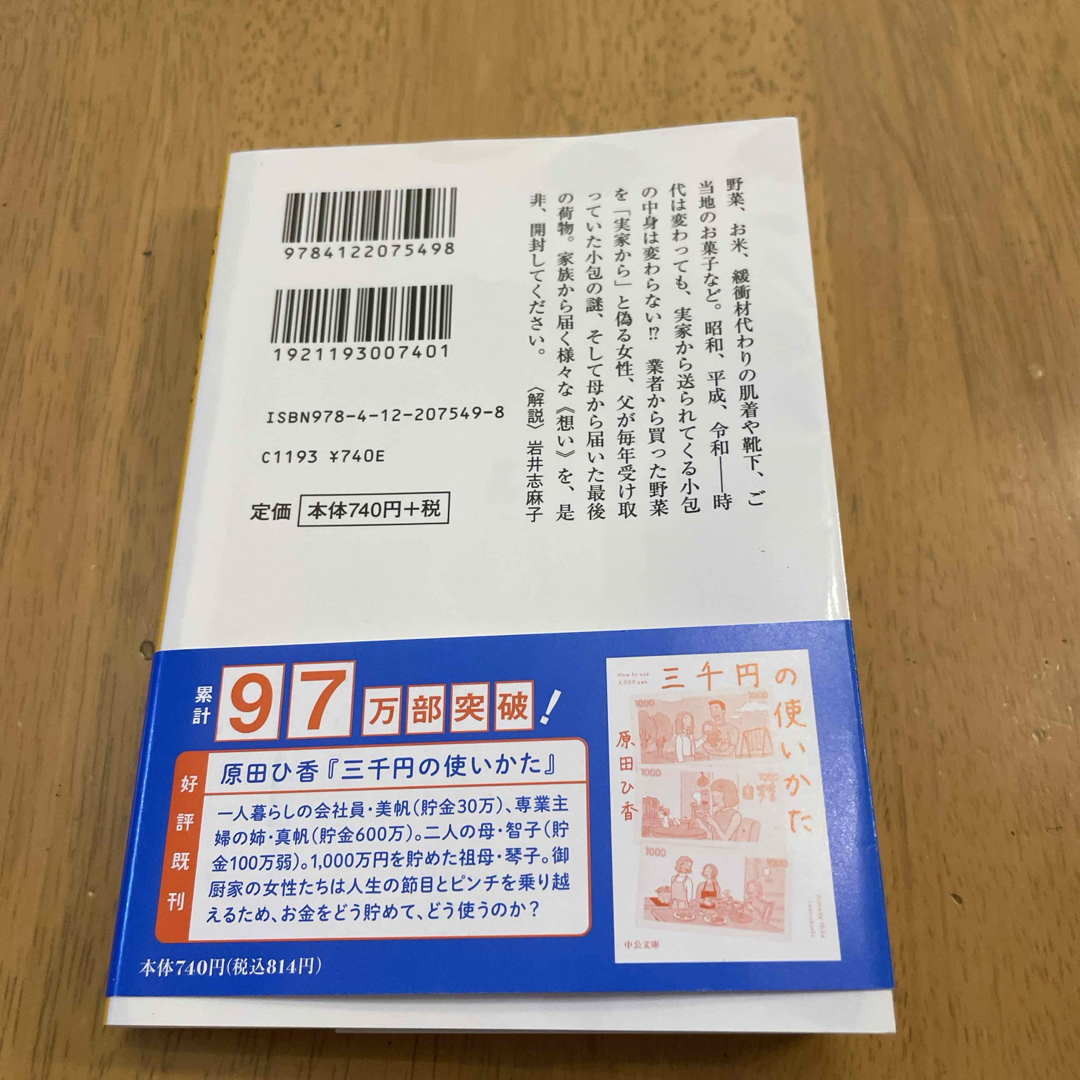 9784122075498
1921193007401
ISBN978-4-12-207549-8
C1193 ¥740E
定価 本体740円+税
野菜、お米、緩衝材代わりの肌着や靴下、ご
当地のお菓子など。昭和、平成、令和――時
代は変わっても、実家から送られてくる小包
の中身は変わらない!? 業者から買った野菜
を「実家から」と偽る女性、父が毎年受け取
っていた小包の謎、そして母から届いた最後
の荷物。家族から届く様々な《想い》を、是
非、開封してください。 〈解説〉岩井志麻子
累計97万部突破!
好評既刊
原田ひ香『三千円の使いかた』
一人暮らしの会社員・美帆(貯金30万)、専業主
婦の姉・真帆(貯金600万)。二人の母・智子(貯
金100万弱)。1,000万円を貯めた祖母・琴子。御
厨家の女性たちは人生の節目とピンチを乗り越
えるため、お金をどう貯めて、どう使うのか?
本体740円(税込814円)
How to use
3,000 yen
三千円の使いかた
原田ひ香
1000
1000
1000
1000
中公文庫